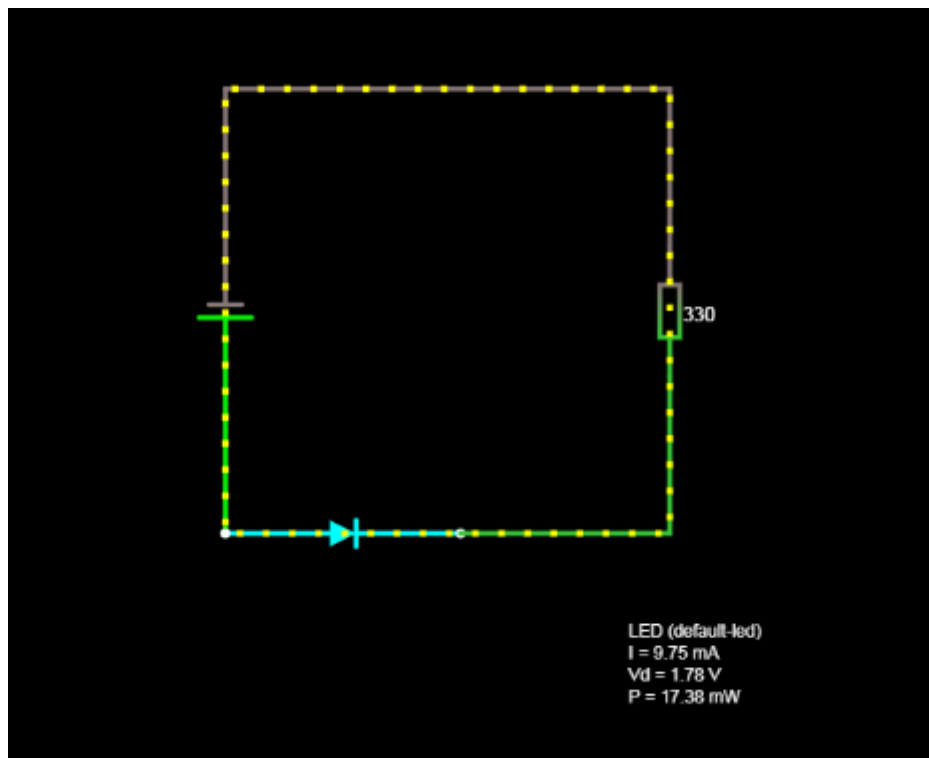 330
LED (default-led)
I = 9.75 mA
Vd = 1.78 V
P = 17.38 mW